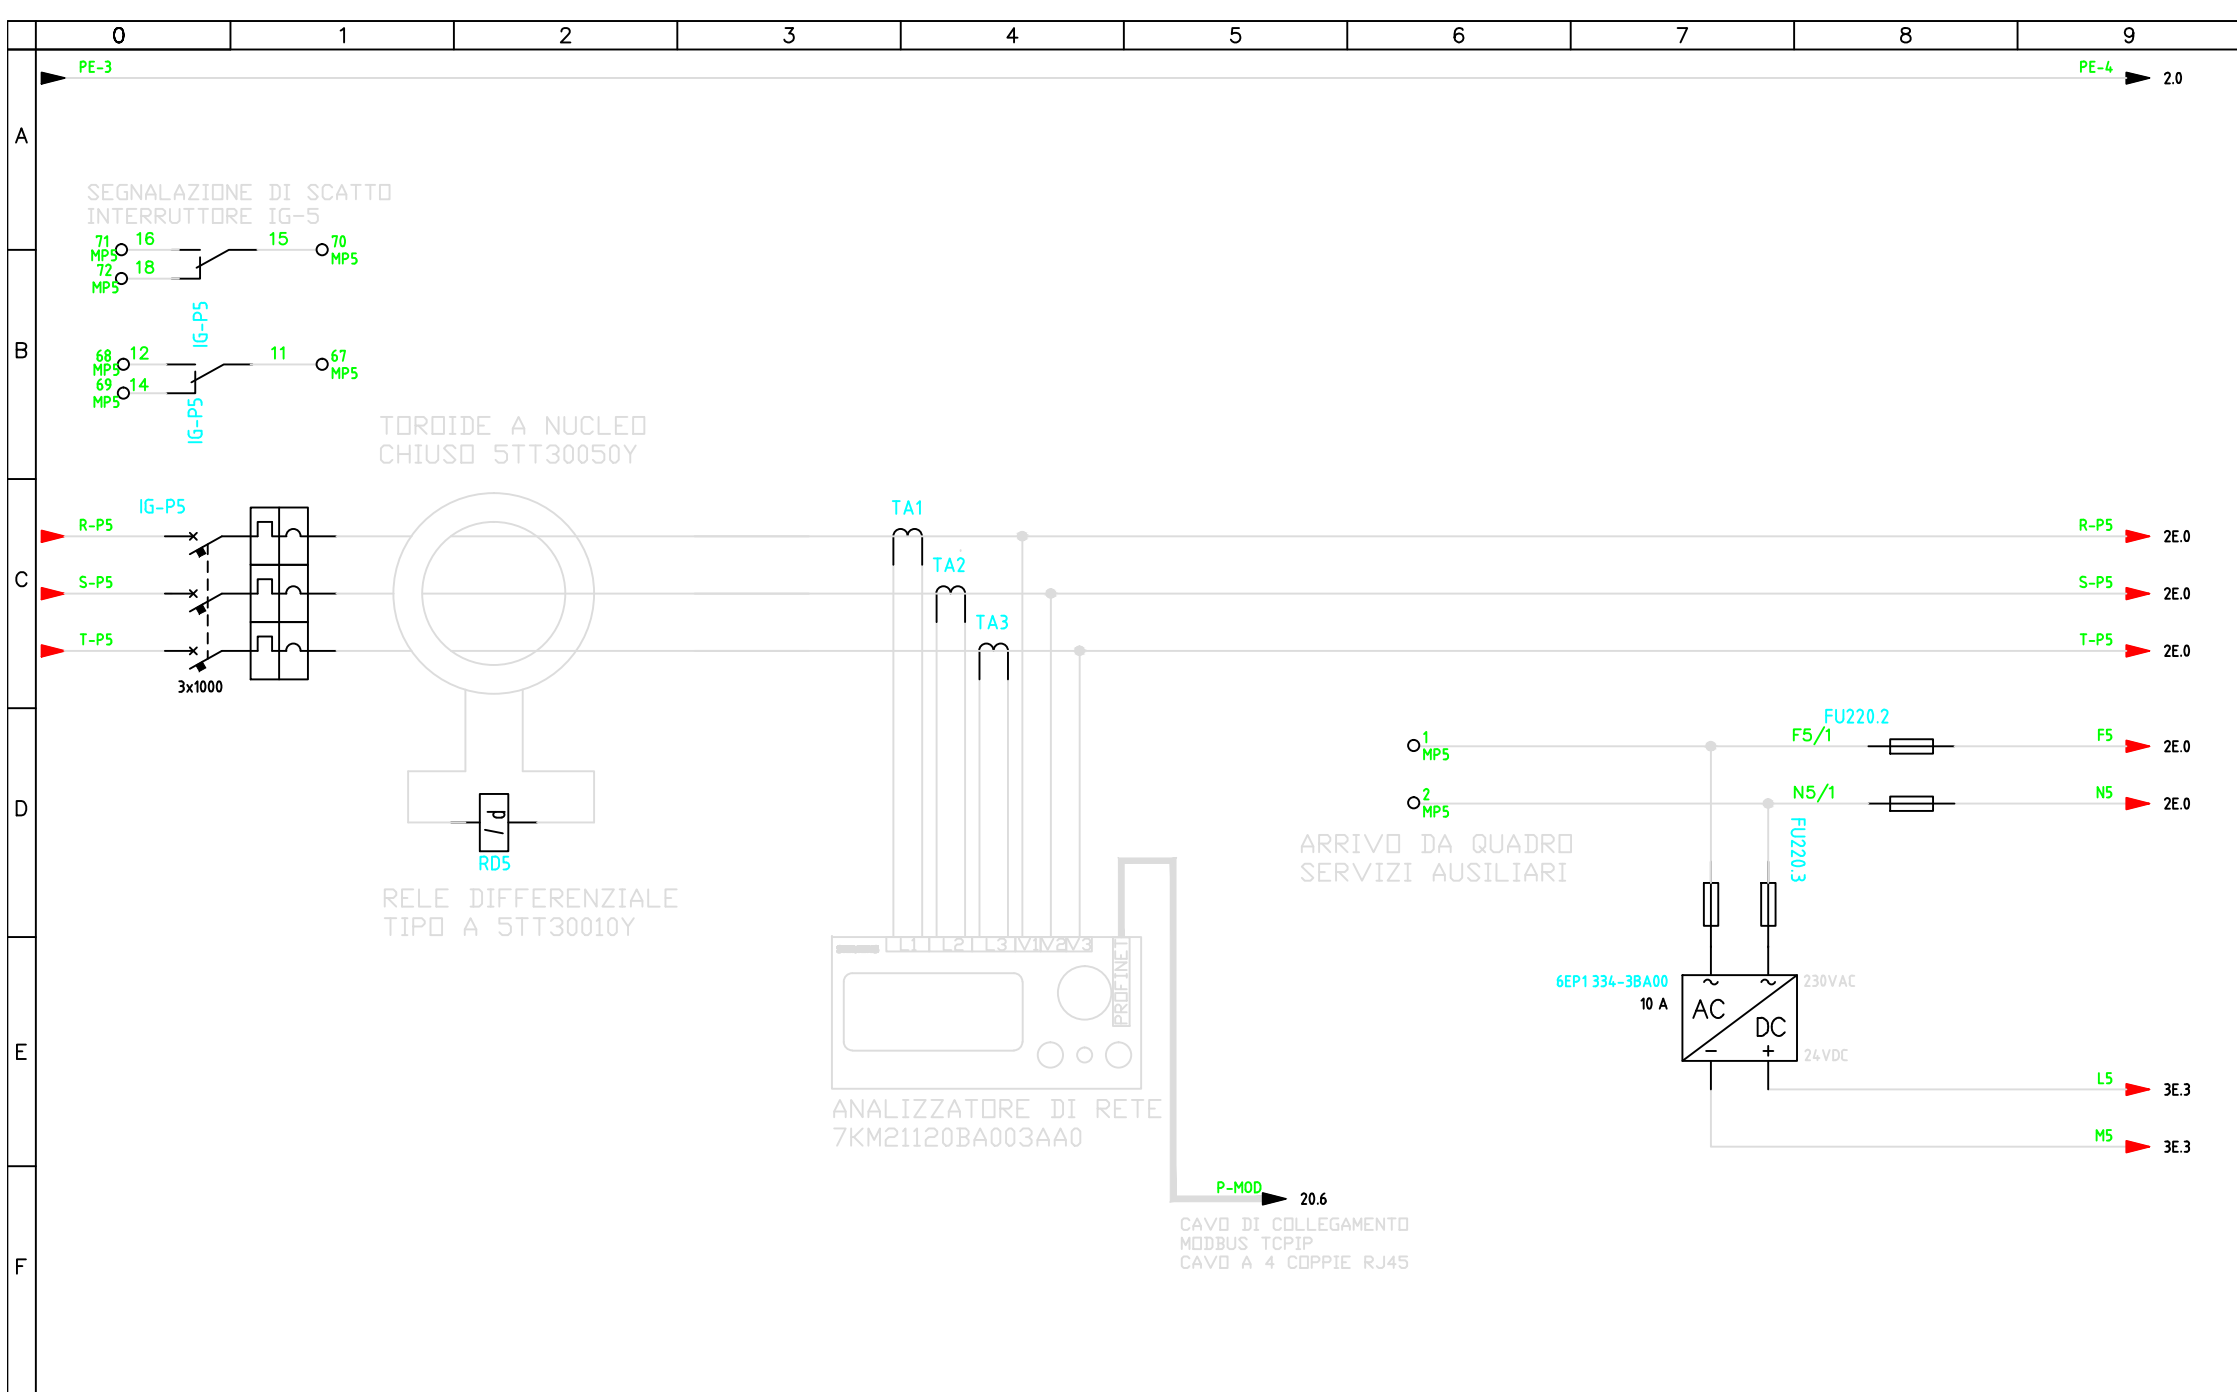 0 1 2 3 4 5 6 7 8 9
PE-3
PE-4
2.0
A
SEGNALAZIONE DI SCATTO
INTERRUTTORE IG-5
71
MP5
16
15
70
MP5
72
MP5
18
IG-P5
B
68
MP5
12
11
67
MP5
69
MP5
14
IG-P5
TOROIDE A NUCLEO
CHIUSO 5TT30050Y
C
IG-P5
R-P5
S-P5
T-P5
3x1000
TA1
TA2
TA3
R-P5
2E.0
S-P5
2E.0
T-P5
2E.0
D
P/
RD5
RELE DIFFERENZIALE
TIPO A 5TT30010Y
1
MP5
2
MP5
ARRIVO DA QUADRO
SERVIZI AUSILIARI
FU220.2
F5/1
F5
2E.0
N5/1
N5
2E.0
FU220.3
E
L1 L2 L3 V1 V2 V3
PROFINET
ANALIZZATORE DI RETE
7KM21120BA003AA0
6EP1 334-3BA00
10 A
230VAC
AC
DC
24VDC
- +
L5
3E.3
M5
3E.3
F
P-MOD
20.6
CAVO DI COLLEGAMENTO
MODBUS TCPIP
CAVO A 4 COPPIE RJ45